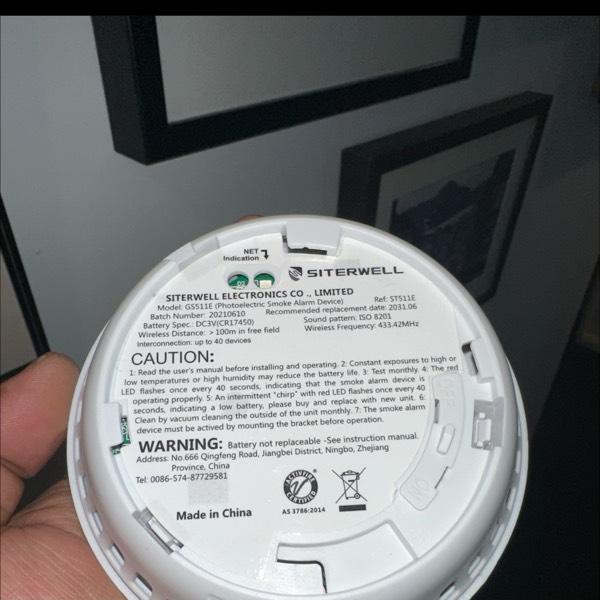 NET
Indication
SITERWELL
SITERWELL ELECTRONICS CO ., LIMITED
Model: GS511E (Photoelectric Smoke Alarm Device)
Ref: ST511E
Batch Number: 20210610
Recommended replacement date: 2031.06
Battery Spec.: DC3V(CR17450)
Sound pattern: ISO 8201
Wireless Distance: >100m in free field
Wireless Frequency: 433.42MHz
Interconnection: up to 40 devices
CAUTION:
1: Read the user's manual before installing and operating. 2: Constant exposures to high or
low temperatures or high humidity may reduce the battery life. 3: Test monthly. 4: The red
LED flashes once every 40 seconds, indicating that the smoke alarm device is
operating properly. 5: An intermittent "chirp" with red LED flashes once every 40
seconds, indicating a low battery, please buy and replace with new unit. 6:
Clean by vacuum cleaning the outside of the unit monthly. 7: The smoke alarm
device must be activied by mounting the bracket before operation.
WARNING: Battery not replaceable -See instruction manual.
Address: No.666 Qingfeng Road, Jiangbei District, Ningbo, Zhejiang
Province, China
Tel: 0086-574-87729581
Made in China
ACTIVFIRE
CERTIFIED
AS 3786:2014
OFF
ON